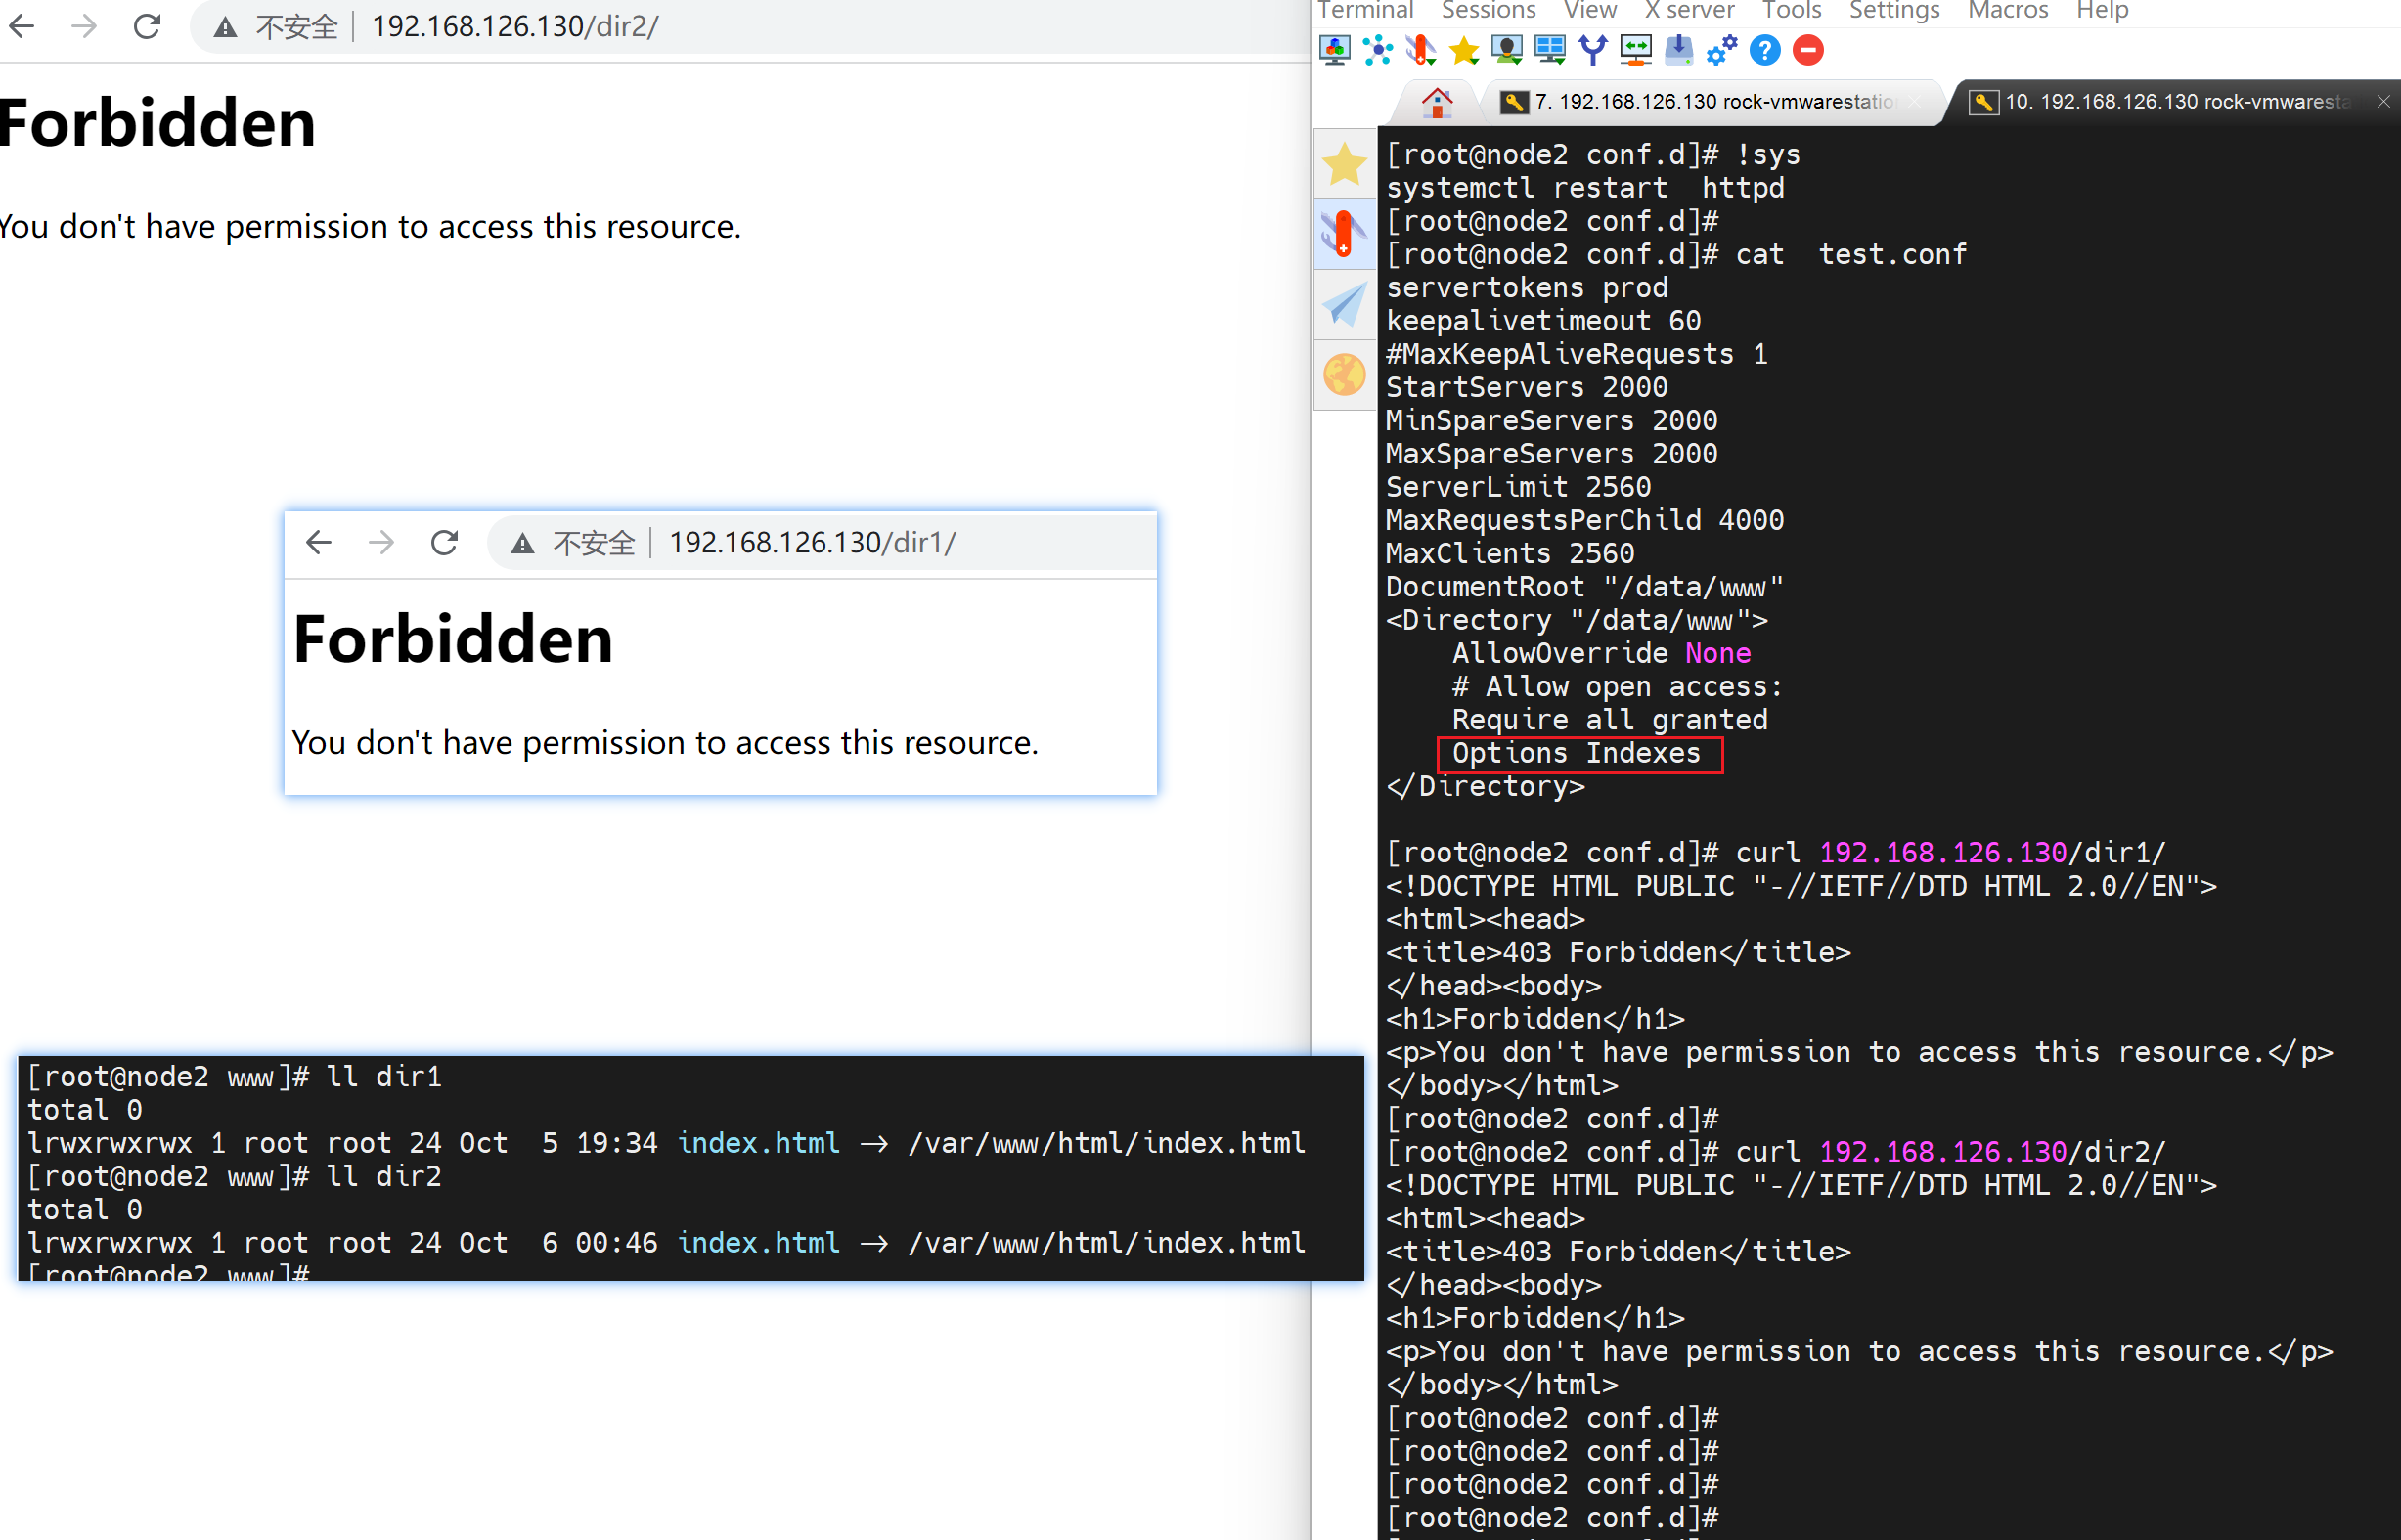 不安全 | 192.168.126.130/dir2/
Forbidden
You don't have permission to access this resource.
不安全 | 192.168.126.130/dir1/
Forbidden
You don't have permission to access this resource.
[root@node2 www]# ll dir1
total 0
lrwxrwxrwx 1 root root 24 Oct  5 19:34 index.html -> /var/www/html/index.html
[root@node2 www]# ll dir2
total 0
lrwxrwxrwx 1 root root 24 Oct  6 00:46 index.html -> /var/www/html/index.html
[root@node2 www]#
Terminal Sessions View X server Tools Settings Macros Help
7. 192.168.126.130 rock-vmwarestatio
10. 192.168.126.130 rock-vmwaresta
[root@node2 conf.d]# !sys
systemctl restart  httpd
[root@node2 conf.d]#
[root@node2 conf.d]# cat  test.conf
servertokens prod
keepalivetimeout 60
#MaxKeepAliveRequests 1
StartServers 2000
MinSpareServers 2000
MaxSpareServers 2000
ServerLimit 2560
MaxRequestsPerChild 4000
MaxClients 2560
DocumentRoot "/data/www"
<Directory "/data/www">
    AllowOverride None
    # Allow open access:
    Require all granted
    Options Indexes
</Directory>
[root@node2 conf.d]# curl 192.168.126.130/dir1/
<!DOCTYPE HTML PUBLIC "-//IETF//DTD HTML 2.0//EN">
<html><head>
<title>403 Forbidden</title>
</head><body>
<h1>Forbidden</h1>
<p>You don't have permission to access this resource.</p>
</body></html>
[root@node2 conf.d]#
[root@node2 conf.d]# curl 192.168.126.130/dir2/
<!DOCTYPE HTML PUBLIC "-//IETF//DTD HTML 2.0//EN">
<html><head>
<title>403 Forbidden</title>
</head><body>
<h1>Forbidden</h1>
<p>You don't have permission to access this resource.</p>
</body></html>
[root@node2 conf.d]#
[root@node2 conf.d]#
[root@node2 conf.d]#
[root@node2 conf.d]#